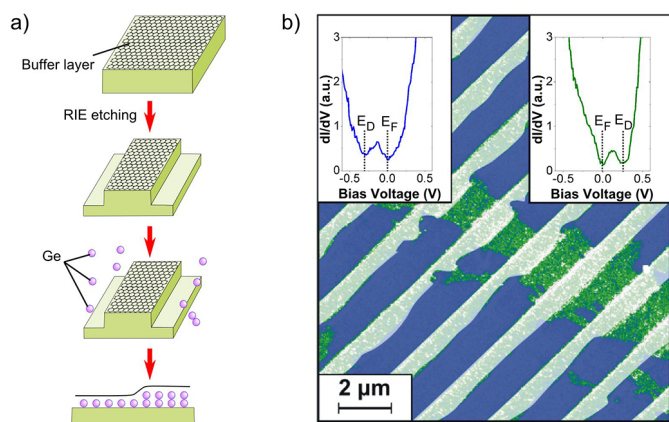 a)
Buffer layer
RIE etching
Ge
b)
3
2
1
0
dI/dV (a.u.)
E_D
E_F
-0.5
0.0
0.5
Bias Voltage (V)
3
2
1
0
dI/dV (a.u.)
E_F
E_D
-0.5
0.0
0.5
Bias Voltage (V)
2 µm